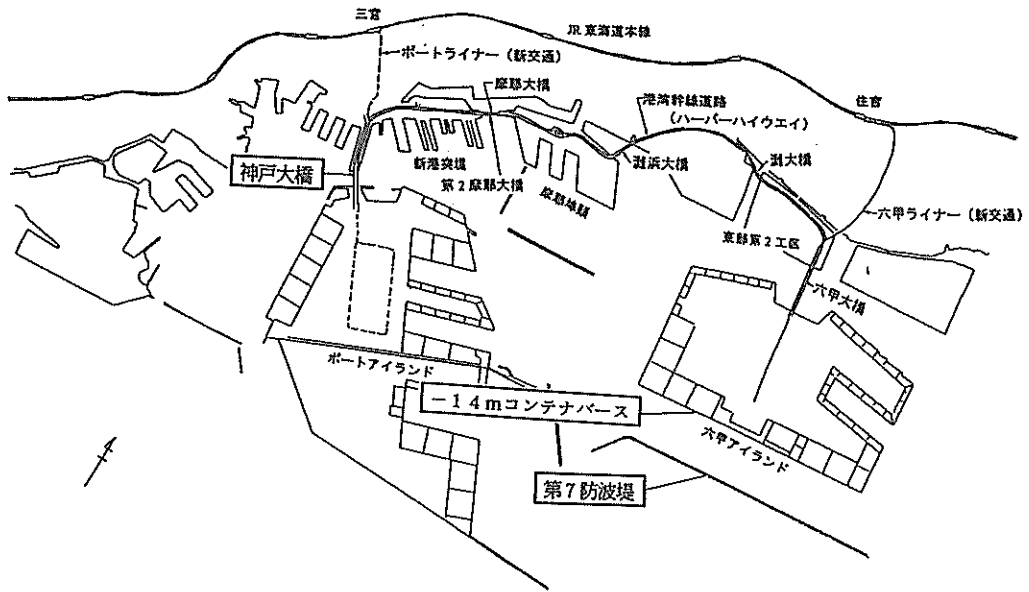 三宮
JR東海道本線
ポートライナー（新交通）
摩耶大橋
港湾幹線道路
（ハーバーハイウエイ）
住吉
神戸大橋
新港突堤
第2摩耶大橋
摩耶埠頭
灘浜大橋
灘大橋
六甲ライナー（新交通）
東部第2工区
六甲大橋
ポートアイランド
－14mコンテナバース
六甲アイランド
第7防波堤